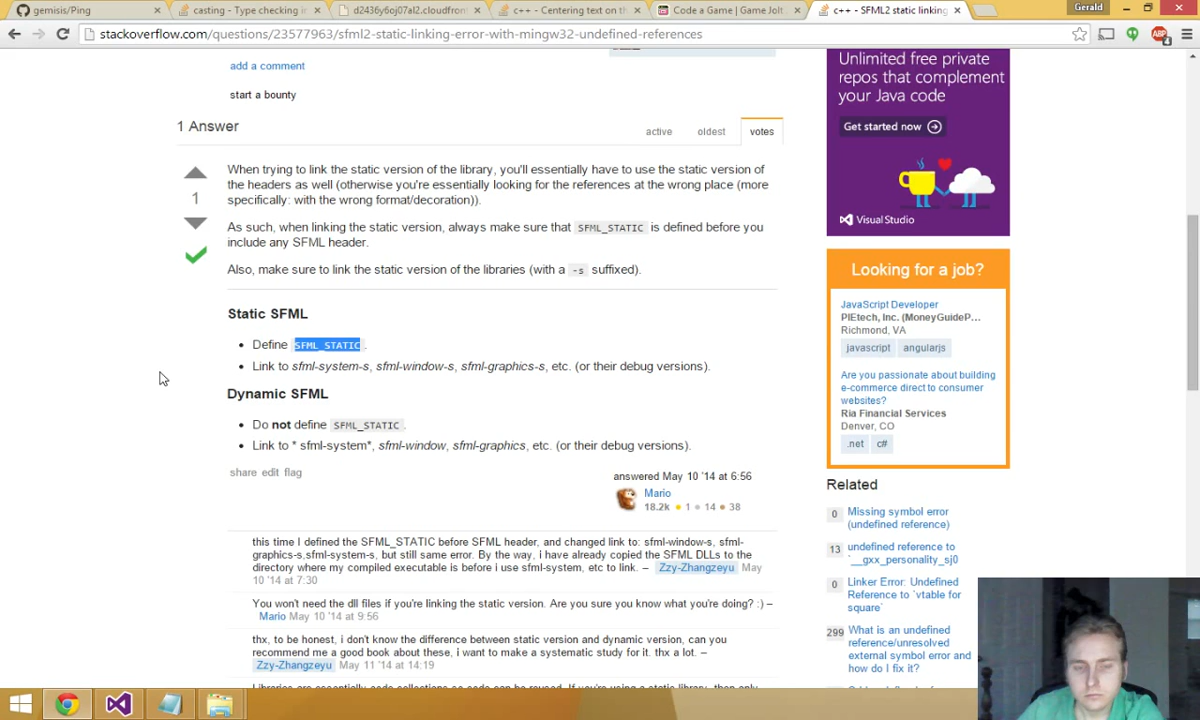 gemisis/Ping
casting - Type checking in
d2436y6oj07al2.cloudfron
c++ - Centering text on th
Code a Game | Game Jolt
c++ - SFML2 static linking
Gerald
stackoverflow.com/questions/23577963/sfml2-static-linking-error-with-mingw32-undefined-references
add a comment
start a bounty
1 Answer
active oldest votes
When trying to link the static version of the library, you'll essentially have to use the static version of
the headers as well (otherwise you're essentially looking for the references at the wrong place (more
specifically: with the wrong format/decoration)).
1
As such, when linking the static version, always make sure that SFML_STATIC is defined before you
include any SFML header.
Also, make sure to link the static version of the libraries (with a -s suffixed).
Static SFML
• Define SFML_STATIC.
• Link to sfml-system-s, sfml-window-s, sfml-graphics-s, etc. (or their debug versions).
Dynamic SFML
• Do not define SFML_STATIC.
• Link to * sfml-system*, sfml-window, sfml-graphics, etc. (or their debug versions).
share edit flag
answered May 10 '14 at 6:56
Mario
18.2k 1 14 38
this time I defined the SFML_STATIC before SFML header, and changed link to: sfml-window-s, sfml-
graphics-s,sfml-system-s, but still same error. By the way, i have already copied the SFML DLLs to the
directory where my compiled executable is before i use sfml-system, etc to link. – Zzy-Zhangzeyu May
10 '14 at 7:30
You won't need the dll files if you're linking the static version. Are you sure you know what you're doing? :) –
Mario May 10 '14 at 9:56
thx, to be honest, i don't know the difference between static version and dynamic version, can you
recommend me a good book about these, i want to make a systematic study for it. thx a lot. –
Zzy-Zhangzeyu May 11 '14 at 14:19
Libraries are essentially code collections so code can be reused. If you're using a static library, then only
Unlimited free private
repos that complement
your Java code
Get started now
Visual Studio
Looking for a job?
JavaScript Developer
PIEtech, Inc. (MoneyGuideP…
Richmond, VA
javascript angularjs
Are you passionate about building
e-commerce direct to consumer
websites?
Ria Financial Services
Denver, CO
.net c#
Related
0 Missing symbol error
(undefined reference)
13 undefined reference to
`__gxx_personality_sj0
0 Linker Error: Undefined
Reference to `vtable for
square'
299 What is an undefined
reference/unresolved
external symbol error and
how do I fix it?